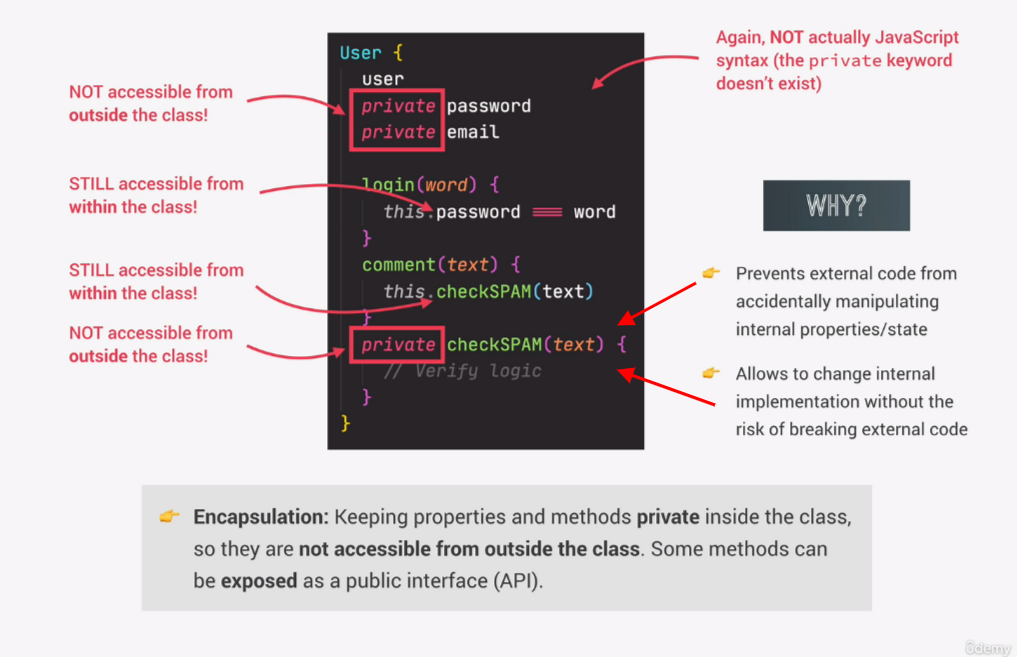 Again, NOT actually JavaScript
syntax (the private keyword
doesn't exist)
NOT accessible from
outside the class!
STILL accessible from
within the class!
STILL accessible from
within the class!
NOT accessible from
outside the class!
User {
user
private password
private email
login(word) {
this.password === word
}
comment(text) {
this.checkSPAM(text)
}
private checkSPAM(text) {
// Verify logic
}
}
WHY?
👉 Prevents external code from
accidentally manipulating
internal properties/state
👉 Allows to change internal
implementation without the
risk of breaking external code
👉 Encapsulation: Keeping properties and methods private inside the class,
so they are not accessible from outside the class. Some methods can
be exposed as a public interface (API).
ûdemy